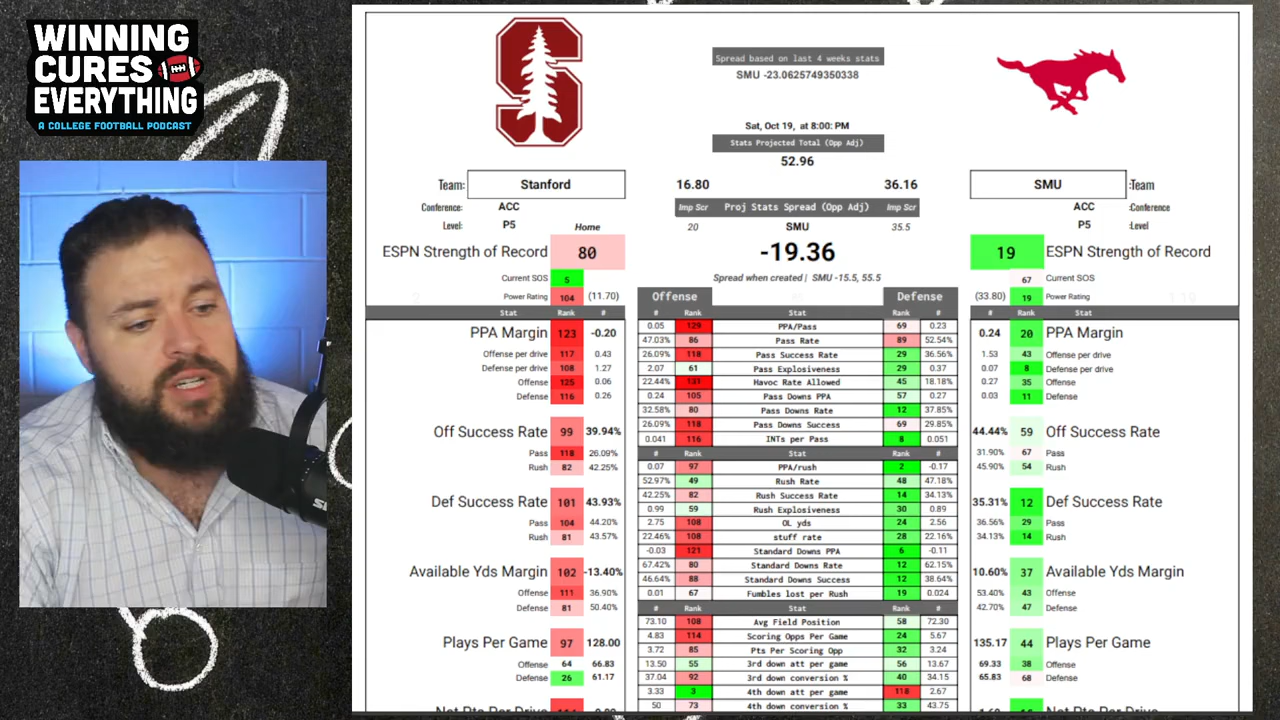 WINNING
CURES
EVERYTHING
A COLLEGE FOOTBALL PODCAST
Spread based on last 4 weeks stats
SMU -23.0625749350338
Sat, Oct 19, at 8:00: PM
Stats Projected Total (Opp Adj)
52.96
Team: Stanford 16.80 36.16 SMU :Team
Conference: ACC Imp Scr Proj Stats Spread (Opp Adj) Imp Scr ACC :Conference
Level: P5 Home 20 SMU 35.5 P5 :Level
ESPN Strength of Record 80 -19.36 19 ESPN Strength of Record
Current SOS 5 Spread when created | SMU -15.5, 55.5 67 Current SOS
Power Rating 104 (11.70) Offense Defense (33.80) 19 Power Rating
Stat Rank # # Rank Stat Rank # # Rank Stat
PPA Margin 123 -0.20 0.24 20 PPA Margin
Offense per drive 117 0.43 1.53 43 Offense per drive
Defense per drive 108 1.27 0.07 8 Defense per drive
Offense 125 0.06 0.27 35 Offense
Defense 116 0.26 0.03 11 Defense
Off Success Rate 99 39.94% 44.44% 59 Off Success Rate
Pass 118 26.09% 31.90% 67 Pass
Rush 82 42.25% 45.90% 54 Rush
Def Success Rate 101 43.93% 35.31% 12 Def Success Rate
Pass 104 44.20% 36.56% 29 Pass
Rush 81 43.57% 34.13% 14 Rush
Available Yds Margin 102 -13.40% 10.60% 37 Available Yds Margin
Offense 111 36.90% 53.40% 43 Offense
Defense 81 50.40% 42.70% 47 Defense
Plays Per Game 97 128.00 135.17 44 Plays Per Game
Offense 64 66.83 69.33 38 Offense
Defense 26 61.17 65.83 68 Defense
Net Pts Per Drive Net Pts Per Drive
0.05 129 PPA/Pass 69 0.23
47.03% 86 Pass Rate 89 52.54%
26.09% 118 Pass Success Rate 29 36.56%
2.07 61 Pass Explosiveness 29 0.37
22.44% 131 Havoc Rate Allowed 45 18.18%
0.24 105 Pass Downs PPA 57 0.27
32.58% 80 Pass Downs Rate 12 37.85%
26.09% 118 Pass Downs Success 69 29.85%
0.041 116 INTs per Pass 8 0.051
# Rank Stat Rank #
0.07 97 PPA/rush 2 -0.17
52.97% 49 Rush Rate 48 47.18%
42.25% 82 Rush Success Rate 14 34.13%
0.99 59 Rush Explosiveness 30 0.89
2.75 108 OL yds 24 2.56
22.46% 108 stuff rate 28 22.16%
-0.03 121 Standard Downs PPA 6 -0.11
67.42% 80 Standard Downs Rate 12 62.15%
46.64% 88 Standard Downs Success 12 38.64%
0.01 67 Fumbles lost per Rush 19 0.024
# Rank Stat Rank #
73.10 108 Avg Field Position 58 72.30
4.83 114 Scoring Opps Per Game 24 5.67
3.72 85 Pts Per Scoring Opp 32 3.24
13.50 55 3rd down att per game 56 13.67
37.04 92 3rd down conversion % 40 34.15
3.33 3 4th down att per game 118 2.67
50 73 4th down conversion % 33 43.75